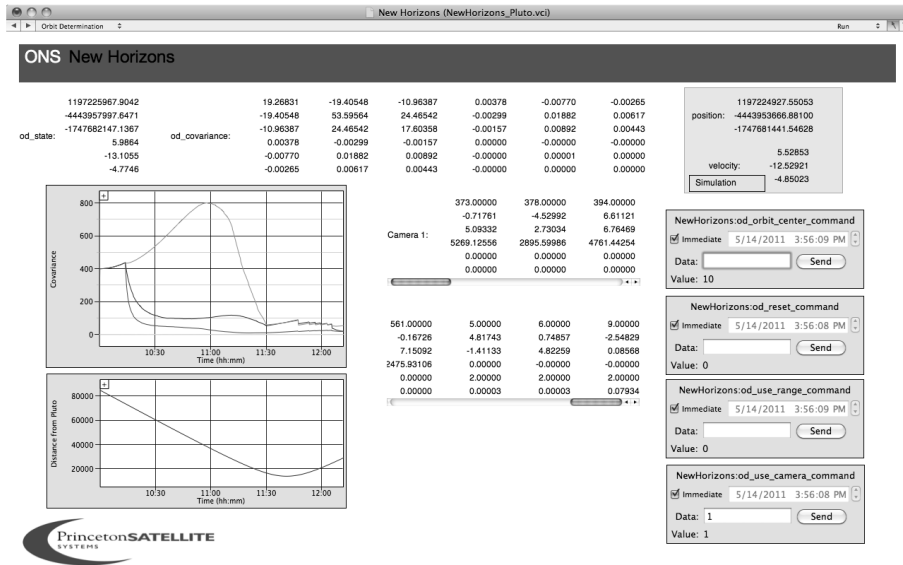 New Horizons (NewHorizons_Pluto.vci)
Orbit Determination
Run
ONS New Horizons
1197225967.9042 19.26831 -19.40548 -10.96387 0.00378 -0.00770 -0.00265
-4443957997.6471 -19.40548 53.59564 24.46542 -0.00299 0.01882 0.00617
od_state: -1747682147.1367 od_covariance: -10.96387 24.46542 17.60358 -0.00157 0.00892 0.00443
5.9864 0.00378 -0.00299 -0.00157 0.00000 -0.00000 -0.00000
-13.1055 -0.00770 0.01882 0.00892 -0.00000 0.00001 0.00000
-4.7746 -0.00265 0.00617 0.00443 -0.00000 0.00000 0.00000
1197224927.55053
position: -4443953666.88100
-1747681441.54628
5.52853
velocity: -12.52921
Simulation -4.85023
800
600
400
200
0
Covariance
10:30 11:00 11:30 12:00
Time (hh:mm)
373.00000 378.00000 394.00000
-0.71761 -4.52992 6.61121
5.09332 2.73034 6.76469
Camera 1: 5269.12556 2895.59986 4761.44254
0.00000 0.00000 0.00000
0.00000 0.00000 0.00000
561.00000 5.00000 6.00000 9.00000
-0.16726 4.81743 0.74857 -2.54829
7.15092 -1.41133 4.82259 0.08568
2475.93106 0.00000 -0.00000 -0.00000
0.00000 2.00000 2.00000 2.00000
0.00000 0.00003 0.00003 0.07934
80000
60000
40000
20000
Distance from Pluto
10:30 11:00 11:30 12:00
Time (hh:mm)
NewHorizons:od_orbit_center_command
Immediate 5/14/2011 3:56:09 PM
Data: Send
Value: 10
NewHorizons:od_reset_command
Immediate 5/14/2011 3:56:08 PM
Data: Send
Value: 0
NewHorizons:od_use_range_command
Immediate 5/14/2011 3:56:09 PM
Data: Send
Value: 0
NewHorizons:od_use_camera_command
Immediate 5/14/2011 3:56:08 PM
Data: 1 Send
Value: 1
PrincetonSATELLITE
SYSTEMS